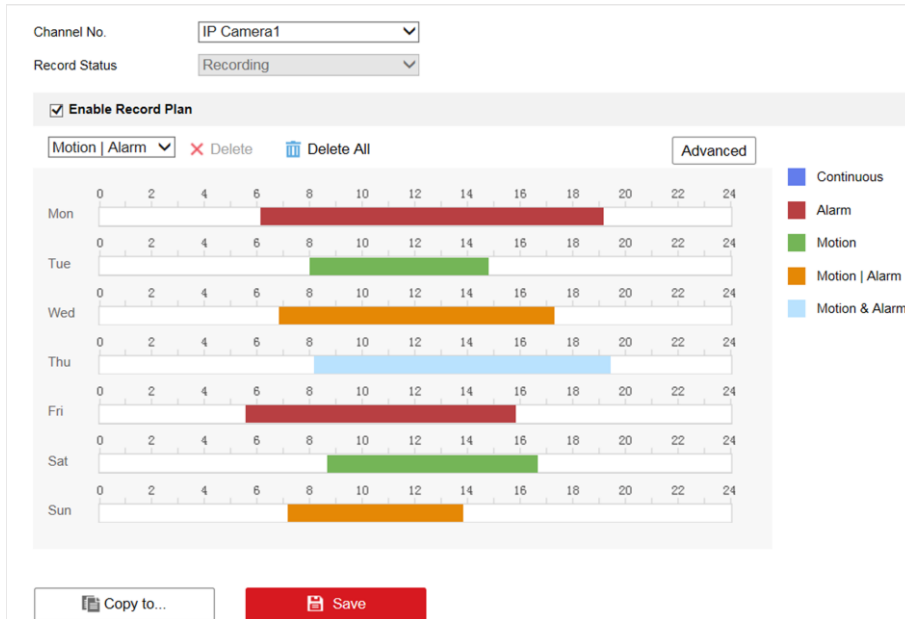 Channel No. IP Camera1
Record Status Recording
Enable Record Plan
Motion | Alarm Delete Delete All Advanced
Continuous
Alarm
Motion
Motion | Alarm
Motion & Alarm
0 2 4 6 8 10 12 14 16 18 20 22 24
Mon
0 2 4 6 8 10 12 14 16 18 20 22 24
Tue
0 2 4 6 8 10 12 14 16 18 20 22 24
Wed
0 2 4 6 8 10 12 14 16 18 20 22 24
Thu
0 2 4 6 8 10 12 14 16 18 20 22 24
Fri
0 2 4 6 8 10 12 14 16 18 20 22 24
Sat
0 2 4 6 8 10 12 14 16 18 20 22 24
Sun
Copy to... Save